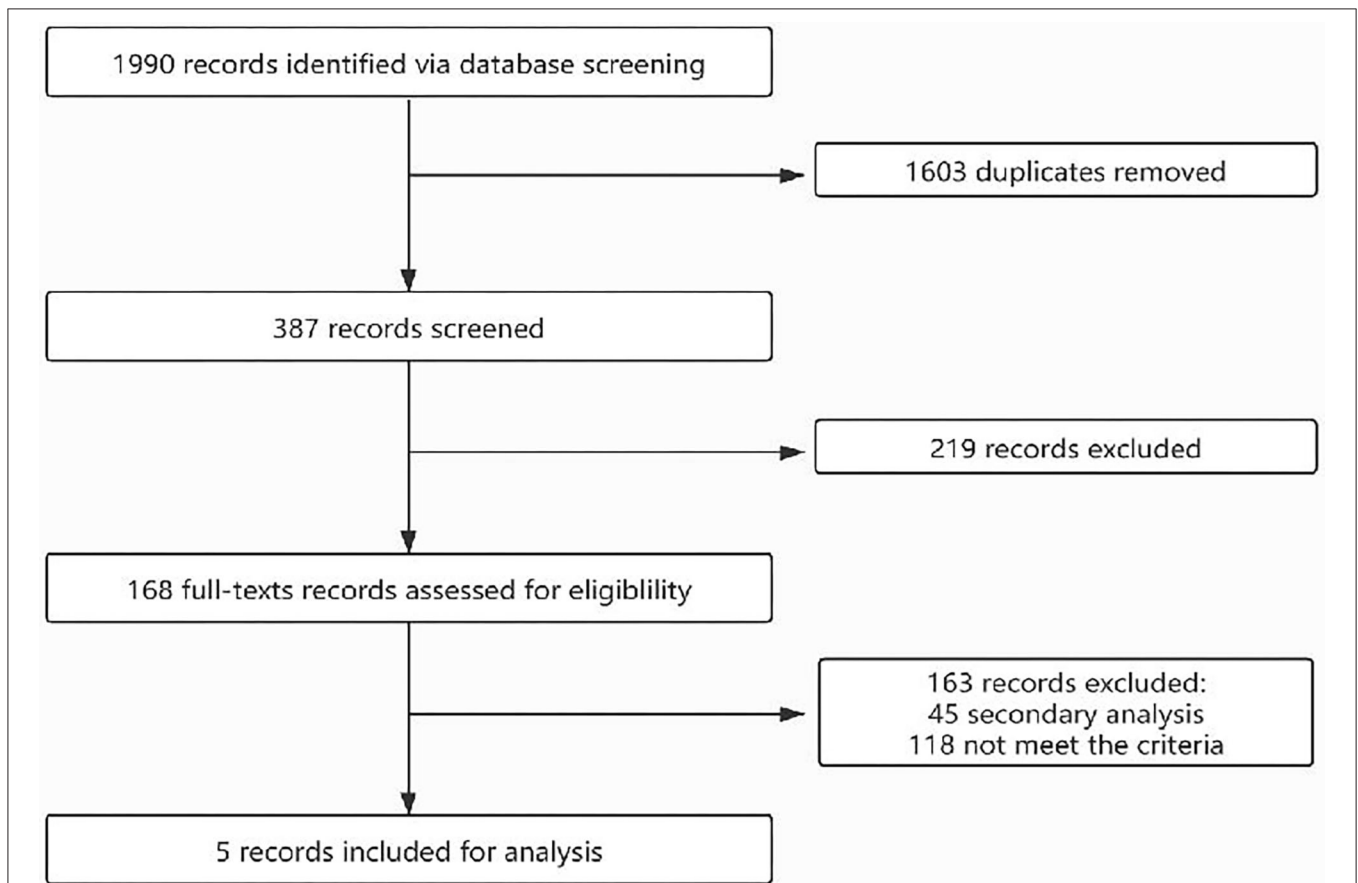 1990 records identified via database screening
1603 duplicates removed
387 records screened
219 records excluded
168 full-texts records assessed for eligiblility
163 records excluded:
45 secondary analysis
118 not meet the criteria
5 records included for analysis